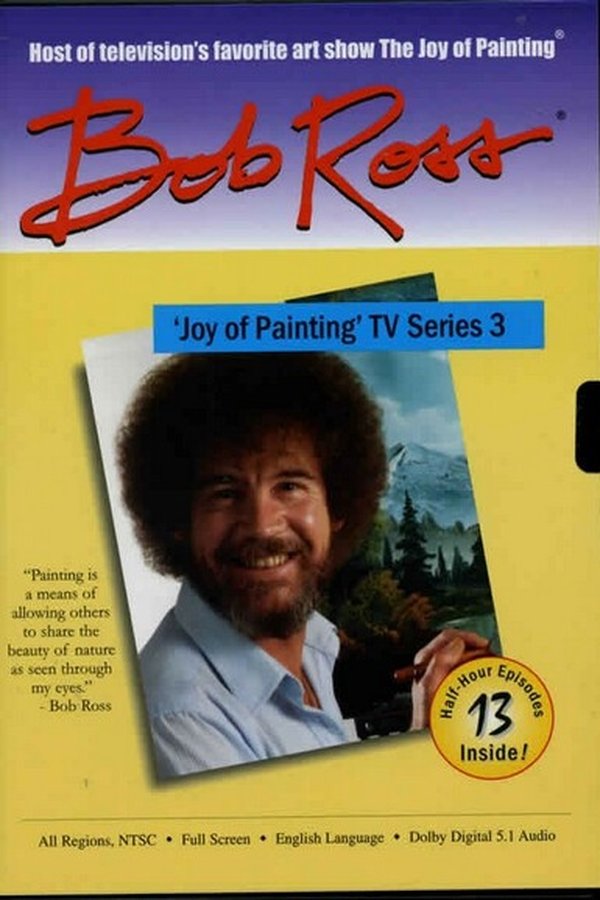 Host of television's favorite art show The Joy of Painting®
Bob Ross®
'Joy of Painting' TV Series 3
"Painting is
a means of
allowing others
to share the
beauty of nature
as seen through
my eyes."
- Bob Ross
Half-Hour Episodes
13
Inside!
All Regions, NTSC • Full Screen • English Language • Dolby Digital 5.1 Audio